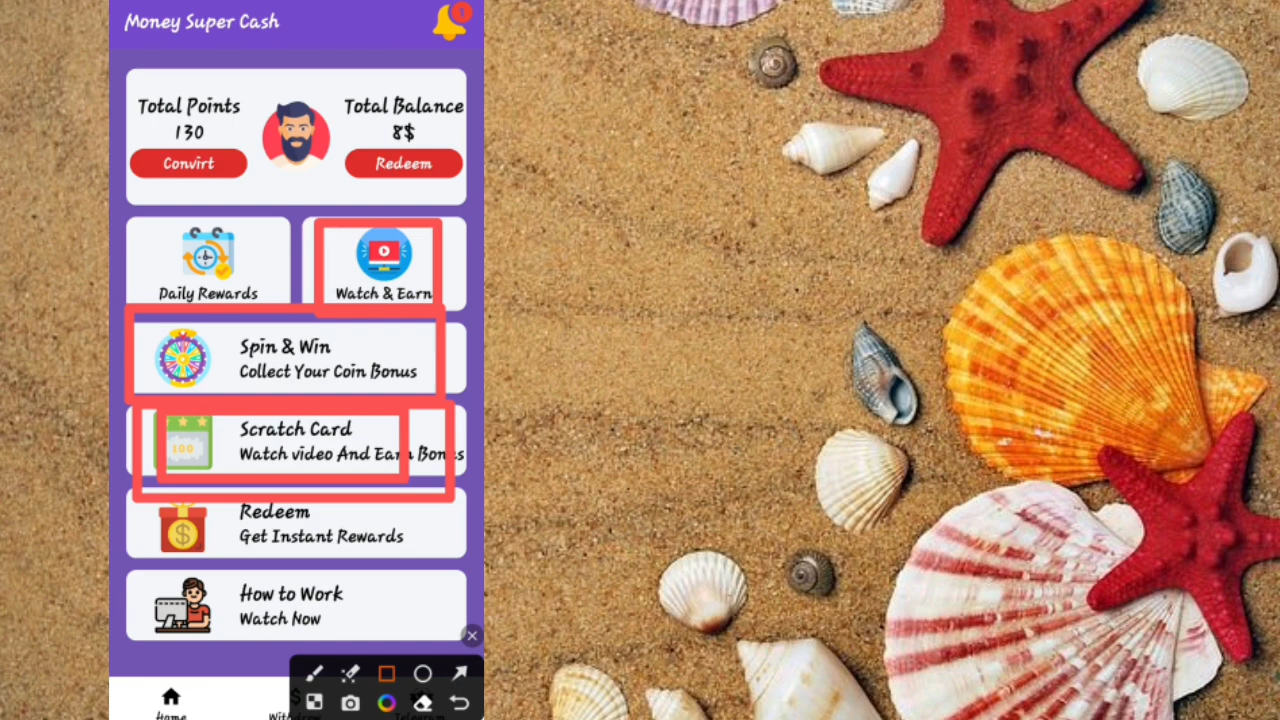 Money Super Cash
Total Points
130
Convirt
Total Balance
8$
Redeem
Daily Rewards
Watch & Earn
Spin & Win
Collect Your Coin Bonus
100
Scratch Card
Watch video And Earn Bonus
Redeem
Get Instant Rewards
$
How to Work
Watch Now
Home